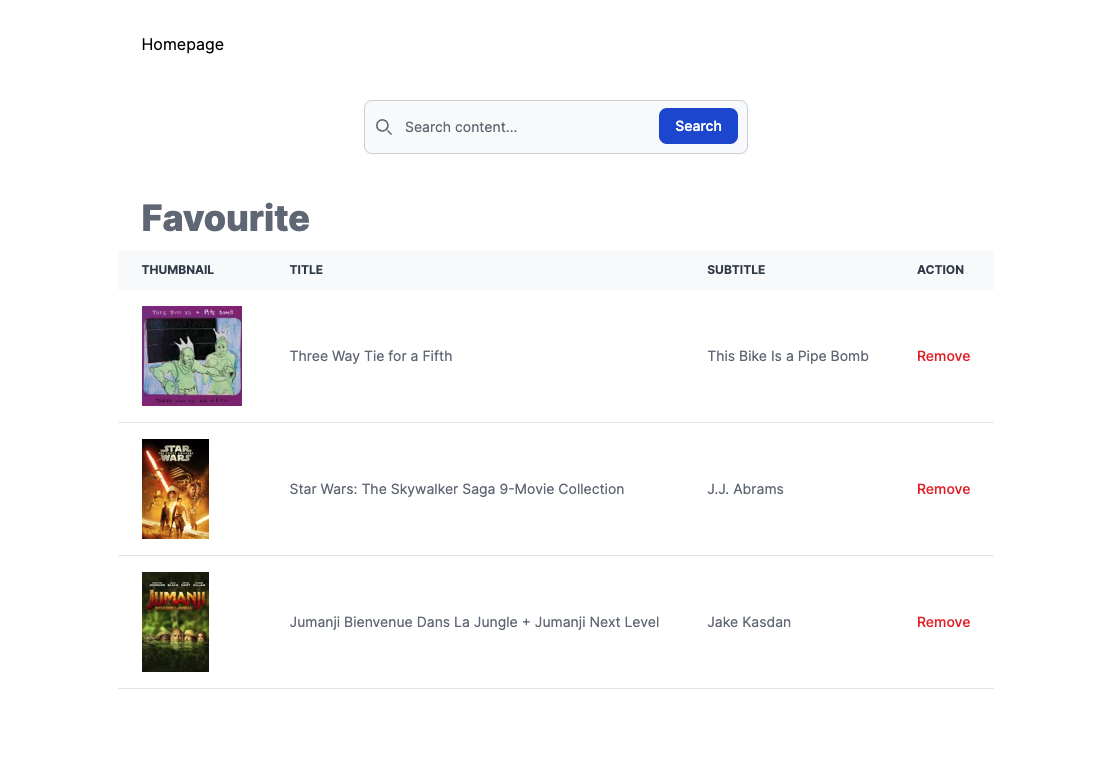 Homepage
Search content...
Search
Favourite
THUMBNAIL TITLE SUBTITLE ACTION
THIS BIKE IS A PIPE BOMB
Three Way Tie for a Fifth This Bike Is a Pipe Bomb Remove
STAR WARS
Star Wars: The Skywalker Saga 9-Movie Collection J.J. Abrams Remove
JUMANJI
Jumanji Bienvenue Dans La Jungle + Jumanji Next Level Jake Kasdan Remove